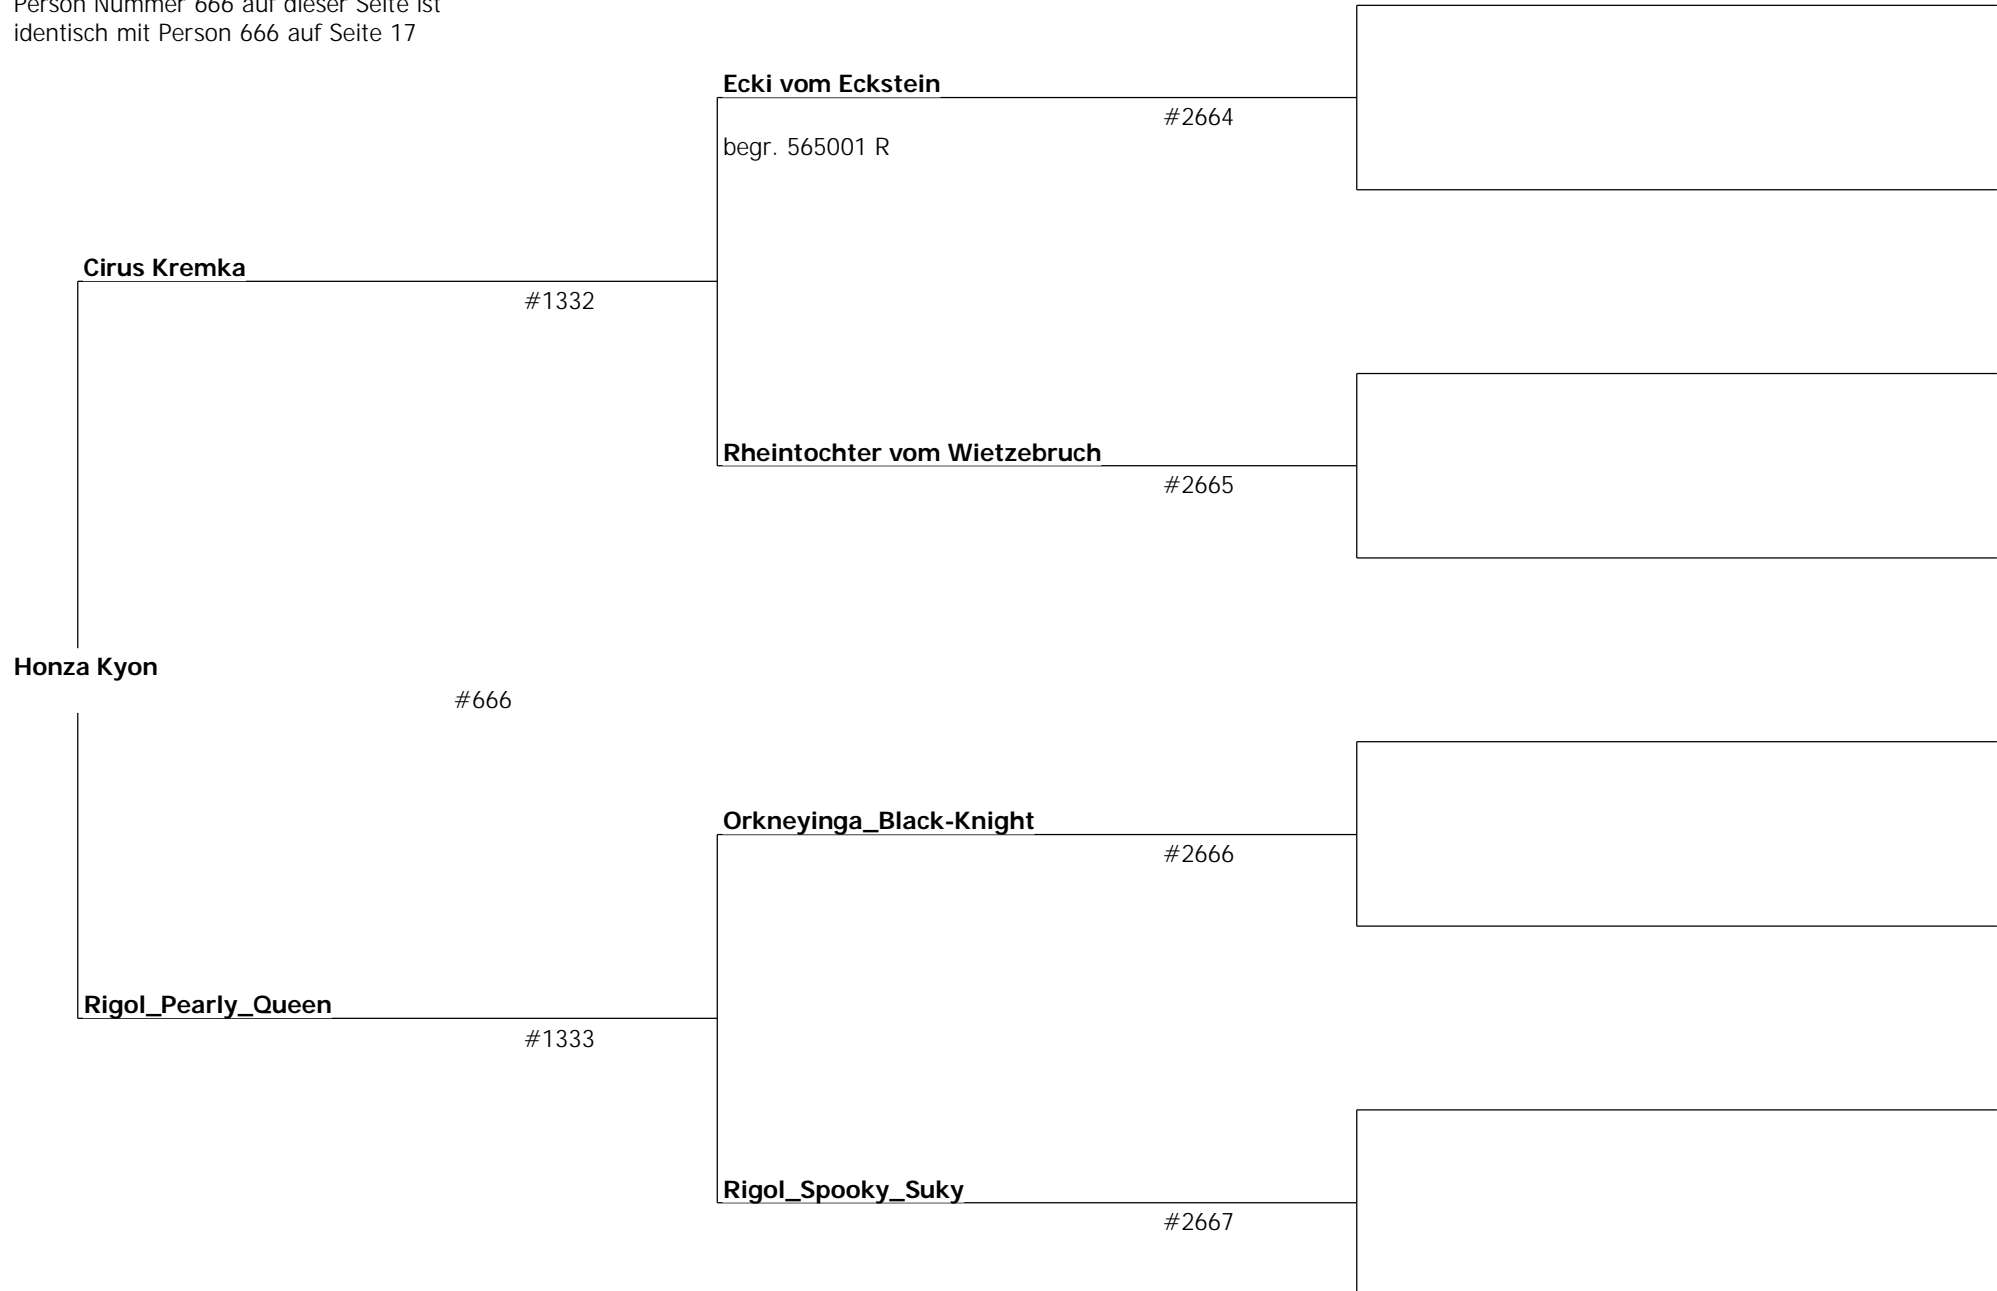 Person Nummer 666 auf dieser Seite ist
identisch mit Person 666 auf Seite 17
Ecki vom Eckstein
#2664
begr. 565001 R
Cirus Kremka
#1332
Rheintochter vom Wietzebruch
#2665
Honza Kyon
#666
Orkneyinga_Black-Knight
#2666
Rigol_Pearly_Queen
#1333
Rigol_Spooky_Suky
#2667